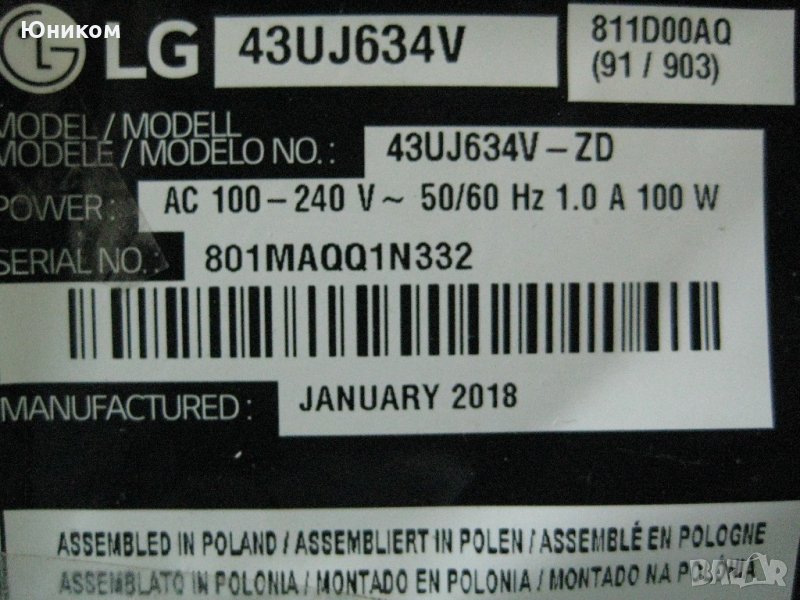 Юником
LG
43UJ634V
811D00AQ
(91 / 903)
MODEL / MODELL
MODÈLE / MODELO NO. :
43UJ634V – ZD
POWER :
AC 100 – 240 V ~ 50/60 Hz 1.0 A 100 W
SERIAL NO. :
801MAQQ1N332
MANUFACTURED :
JANUARY 2018
ASSEMBLED IN POLAND / ASSEMBLIERT IN POLEN / ASSEMBLÉ EN POLOGNE
ASSEMBLATO IN POLONIA / MONTADO EN POLONIA / MONTADO NA POLÓNIA
BAZAR